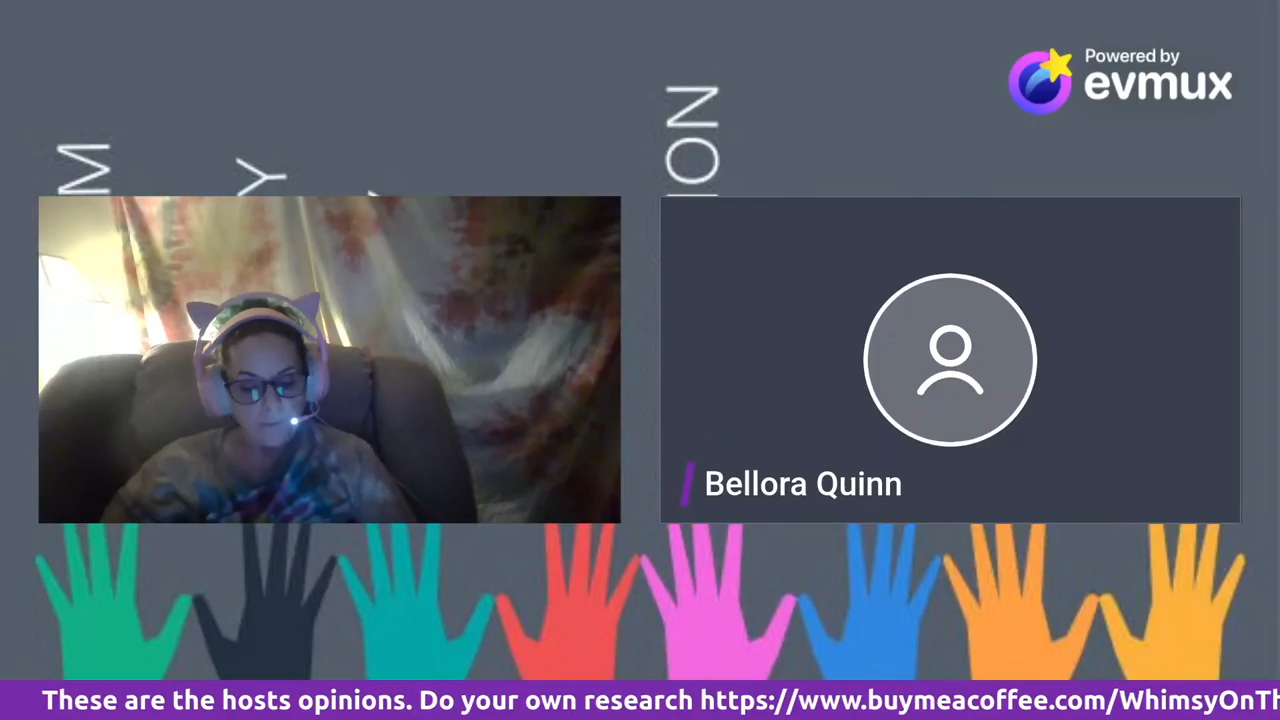 Powered by
evmux
M
Y
ION
Bellora Quinn
These are the hosts opinions. Do your own research https://www.buymeacoffee.com/WhimsyOnTh